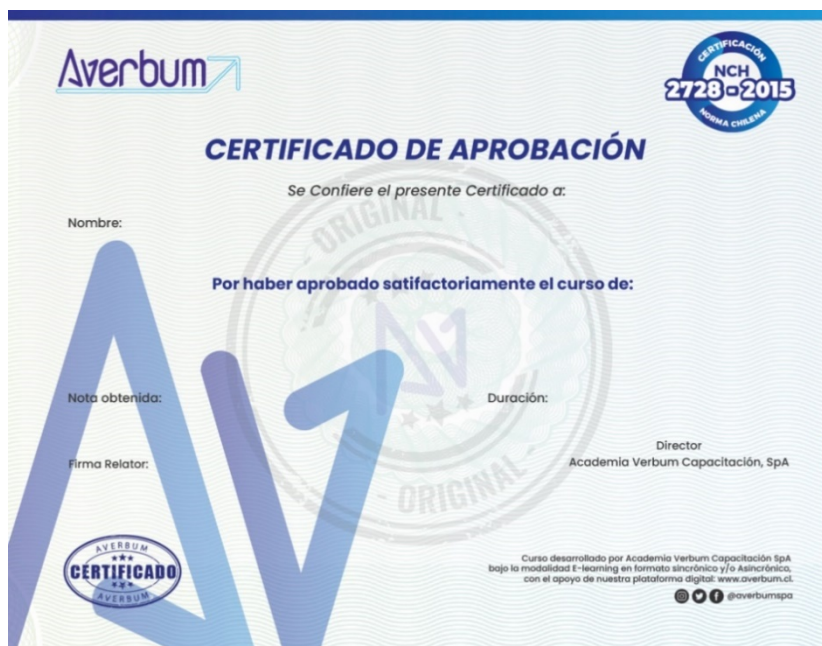 Averbum
CERTIFICACIÓN
NCH
2728-2015
NORMA CHILENA
CERTIFICADO DE APROBACIÓN
Se Confiere el presente Certificado a:
ORIGINAL
Nombre:
Por haber aprobado satifactoriamente el curso de:
Nota obtenida:
Duración:
Director
Academia Verbum Capacitación, SpA
Firma Relator:
ORIGINAL
AVERBUM
CERTIFICADO
AVERBUM
Curso desarrollado por Academia Verbum Capacitación SpA
bajo la modalidad E-learning en formato sincrónico y/o Asincrónico,
con el apoyo de nuestra plataforma digital: www.averbum.cl.
@averbumspa